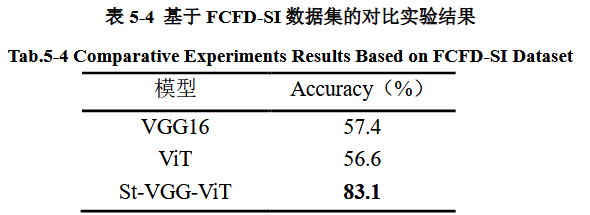 表 5-4 基于 FCFD-SI 数据集的对比实验结果
Tab.5-4 Comparative Experiments Results Based on FCFD-SI Dataset
模型 Accuracy（%）
VGG16 57.4
ViT 56.6
St-VGG-ViT 83.1